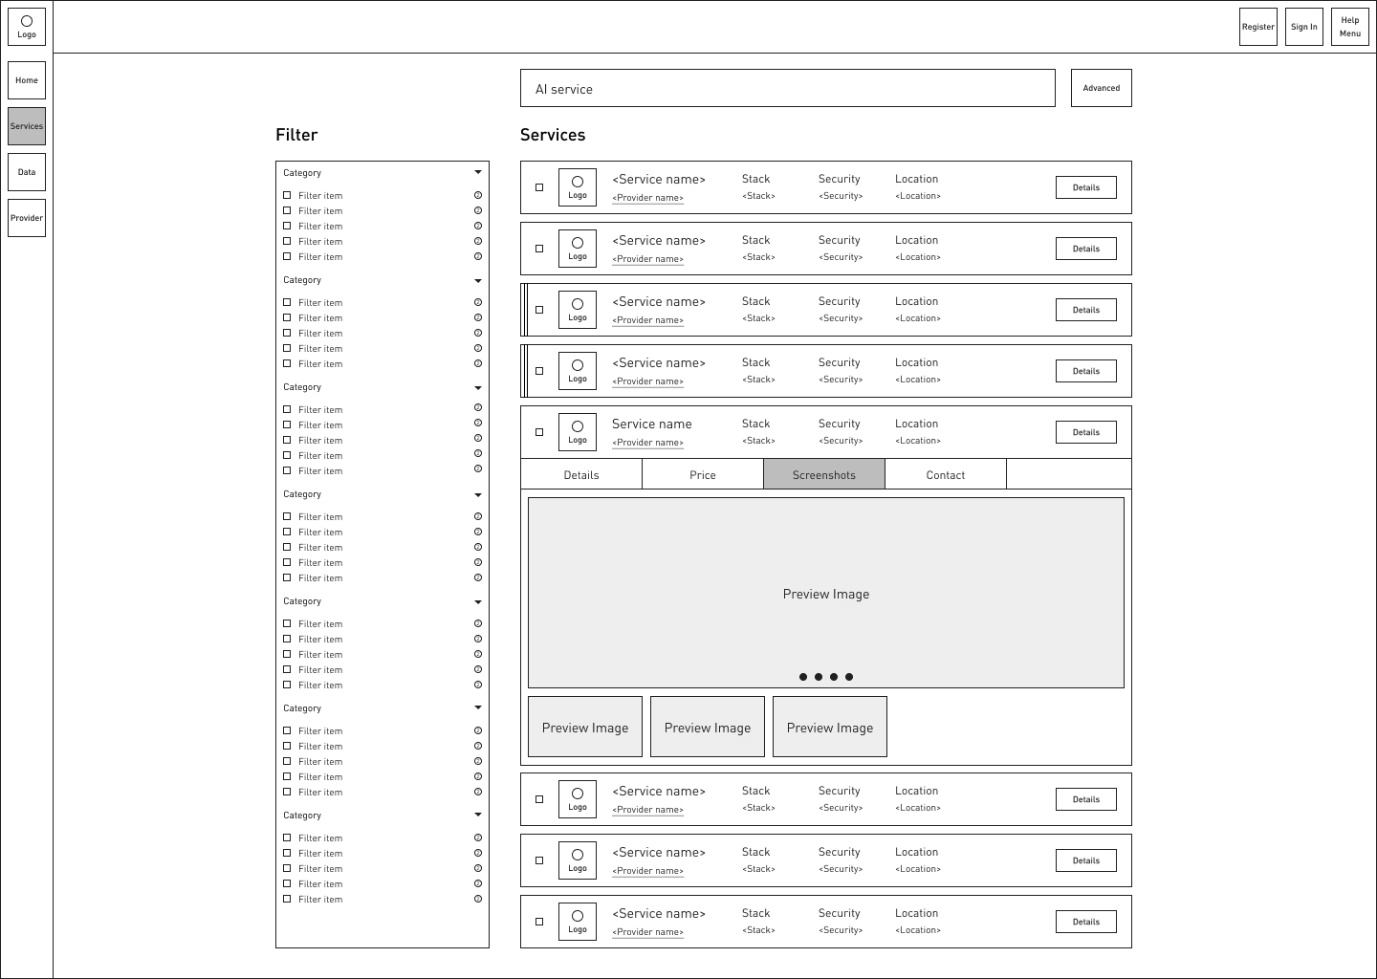 Logo
Register
Sign In
Help
Menu
Home
Services
Data
Provider
AI service
Advanced
Filter
Category
Filter item
Filter item
Filter item
Filter item
Filter item
Category
Filter item
Filter item
Filter item
Filter item
Filter item
Category
Filter item
Filter item
Filter item
Filter item
Filter item
Category
Filter item
Filter item
Filter item
Filter item
Filter item
Category
Filter item
Filter item
Filter item
Filter item
Filter item
Category
Filter item
Filter item
Filter item
Filter item
Filter item
Category
Filter item
Filter item
Filter item
Filter item
Filter item
Services
Logo
<Service name> Stack Security Location
<Provider name> <Stack> <Security> <Location>
Details
Logo
<Service name> Stack Security Location
<Provider name> <Stack> <Security> <Location>
Details
Logo
<Service name> Stack Security Location
<Provider name> <Stack> <Security> <Location>
Details
Logo
<Service name> Stack Security Location
<Provider name> <Stack> <Security> <Location>
Details
Logo
Service name Stack Security Location
<Provider name> <Stack> <Security> <Location>
Details
Details Price Screenshots Contact
Preview Image
Preview Image Preview Image Preview Image
Logo
<Service name> Stack Security Location
<Provider name> <Stack> <Security> <Location>
Details
Logo
<Service name> Stack Security Location
<Provider name> <Stack> <Security> <Location>
Details
Logo
<Service name> Stack Security Location
<Provider name> <Stack> <Security> <Location>
Details